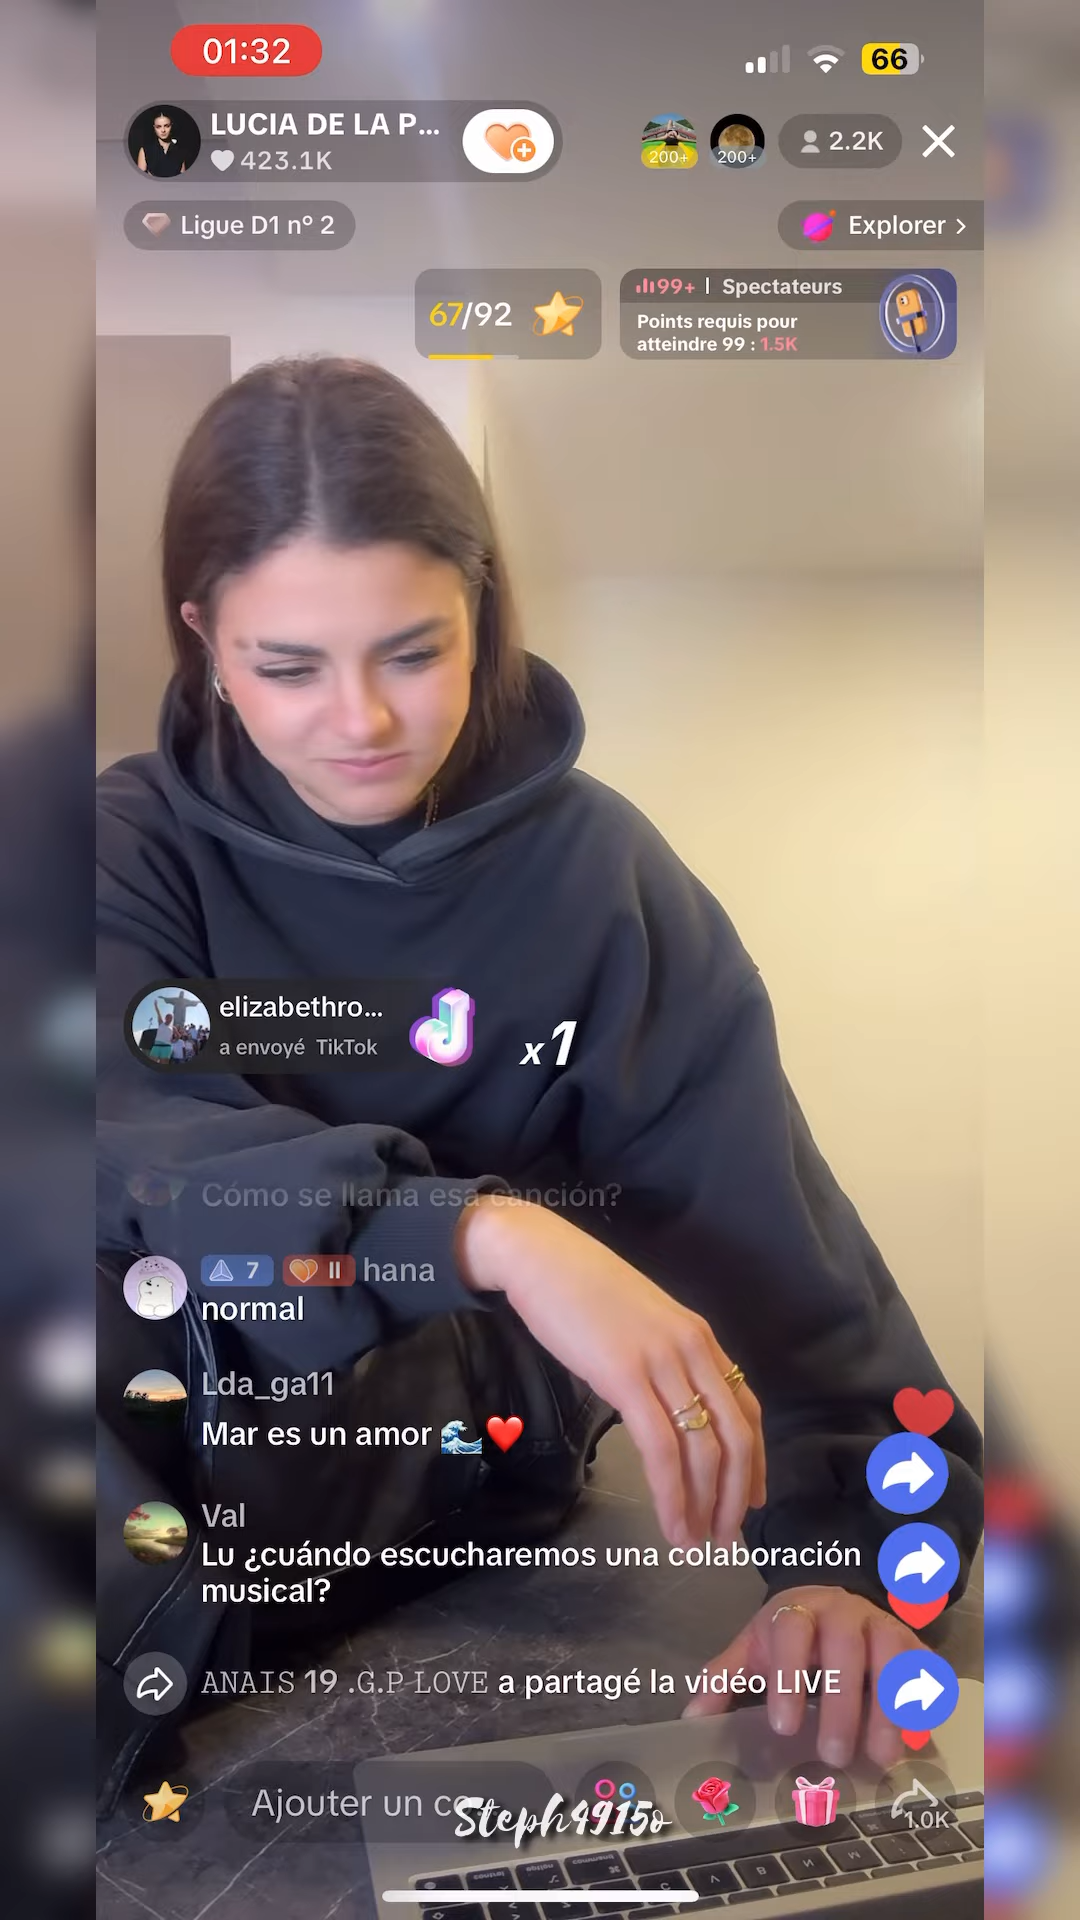 01:32
66
LUCIA DE LA P...
423.1K
200+
200+
2.2K
Ligue D1 nº 2
Explorer >
67/92
99+ | Spectateurs
Points requis pour
atteindre 99 : 1.5K
elizabethro...
a envoyé TikTok
x1
Cómo se llama esa canción?
7 II hana
normal
Lda_ga11
Mar es un amor 🌊❤️
Val
Lu ¿cuándo escucharemos una colaboración
musical?
ANAIS 19 .G.P LOVE a partagé la vidéo LIVE
Ajouter un co...
1.0K
Steph4915o